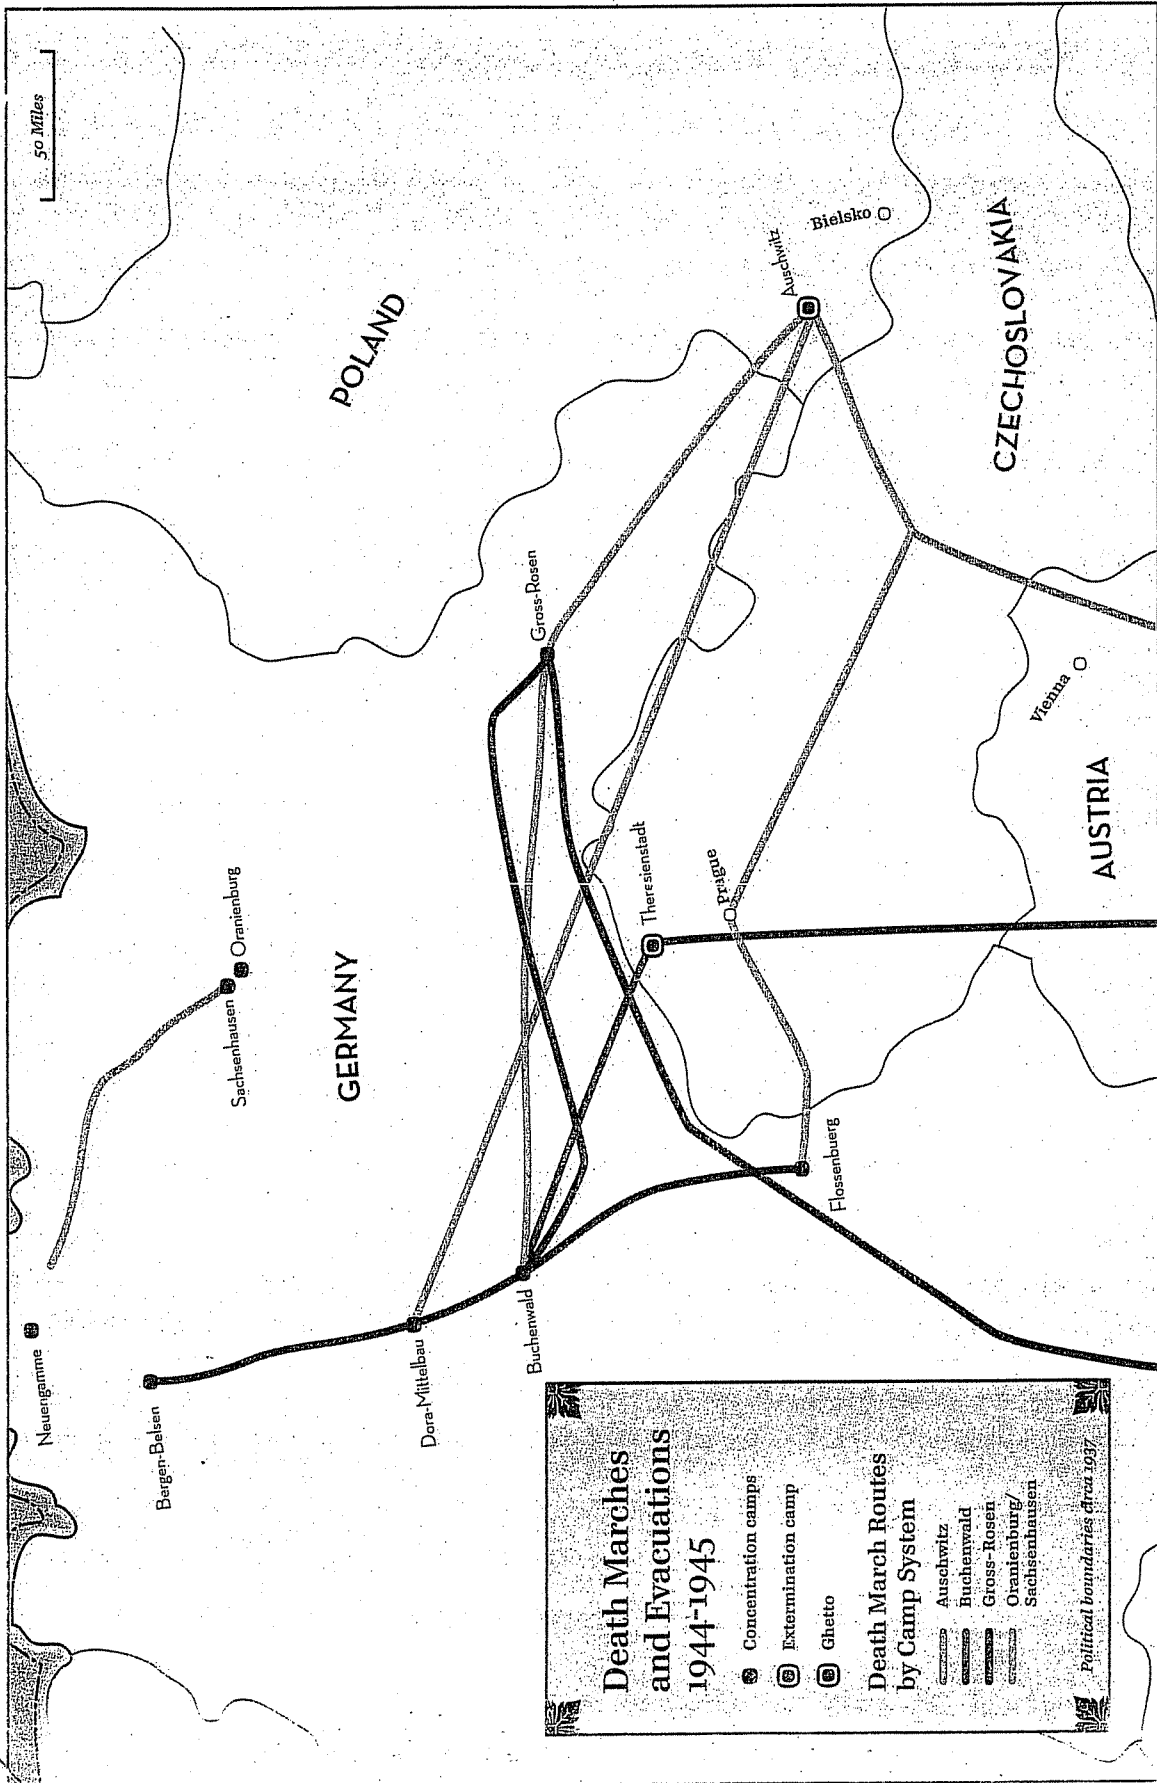 Death Marches
and Evacuations
1944-1945
Concentration camps
Extermination camp
Ghetto
Death March Routes
by Camp System
Auschwitz
Buchenwald
Gross-Rosen
Oranienburg/
Sachsenhausen
Political boundaries circa 1937
Neuengamme
Bergen-Belsen
Sachsenhausen
Oranienburg
50 Miles
GERMANY
POLAND
Dora-Mittelbau
Buchenwald
Gross-Rosen
Theresienstadt
Prague
Flossenbuerg
Auschwitz
Bielsko
CZECHOSLOVAKIA
Vienna
AUSTRIA